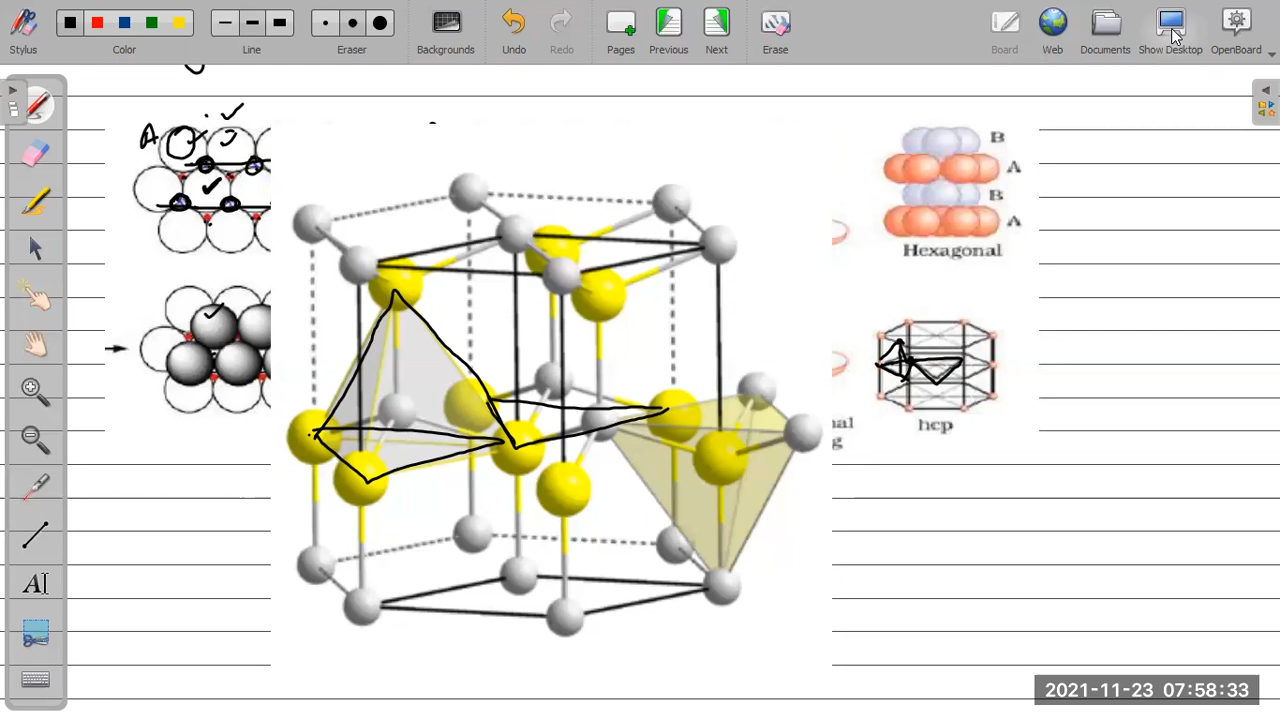 Stylus
Color
Line
Eraser
Backgrounds
Undo
Redo
Pages
Previous
Next
Erase
Board
Web
Documents
Show Desktop
OpenBoard
A
B
A
B
A
Hexagonal
nal
g
hcp
A
2021-11-23 07:58:33